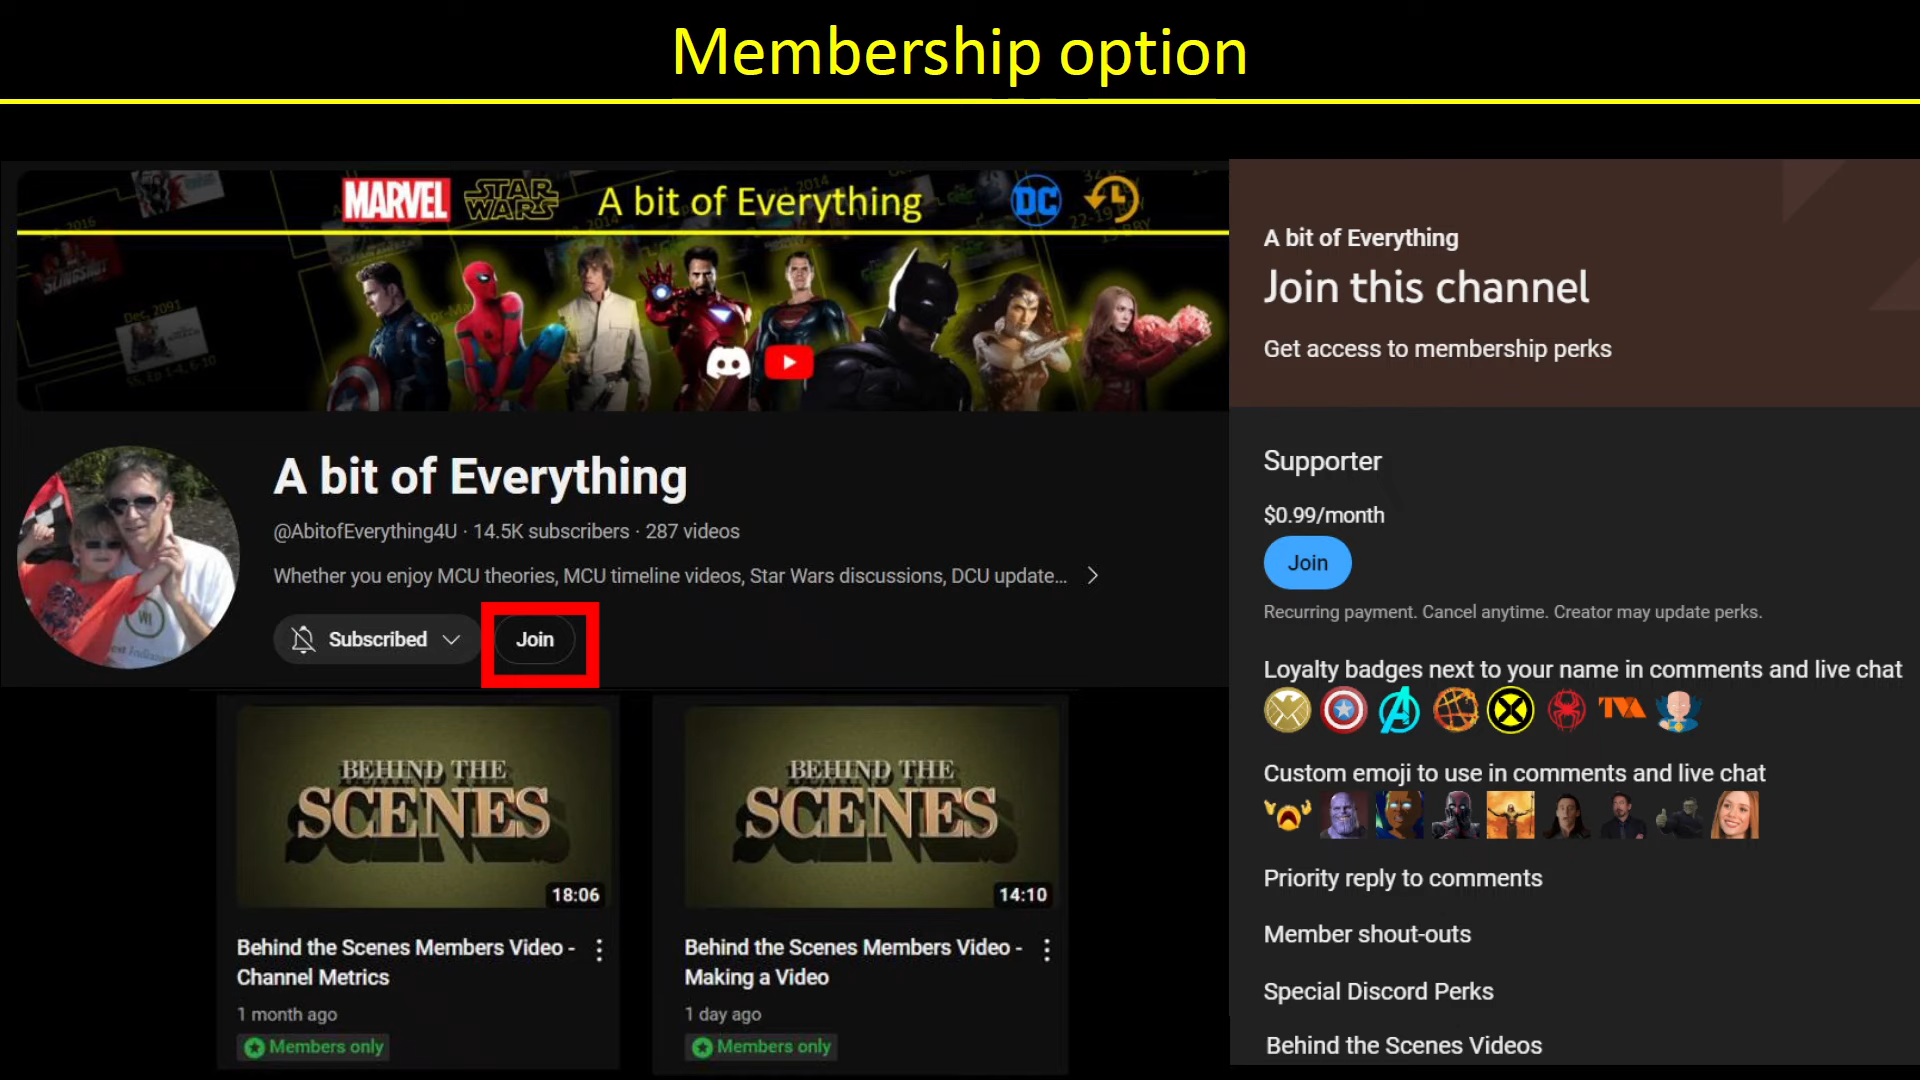 Membership option
MARVEL
STAR WARS
A bit of Everything
DC
A bit of Everything
@AbitofEverything4U · 14.5K subscribers · 287 videos
Whether you enjoy MCU theories, MCU timeline videos, Star Wars discussions, DCU update...
Subscribed
Join
BEHIND THE
SCENES
18:06
Behind the Scenes Members Video -
Channel Metrics
1 month ago
Members only
BEHIND THE
SCENES
14:10
Behind the Scenes Members Video -
Making a Video
1 day ago
Members only
A bit of Everything
Join this channel
Get access to membership perks
Supporter
$0.99/month
Join
Recurring payment. Cancel anytime. Creator may update perks.
Loyalty badges next to your name in comments and live chat
TVA
Custom emoji to use in comments and live chat
Priority reply to comments
Member shout-outs
Special Discord Perks
Behind the Scenes Videos